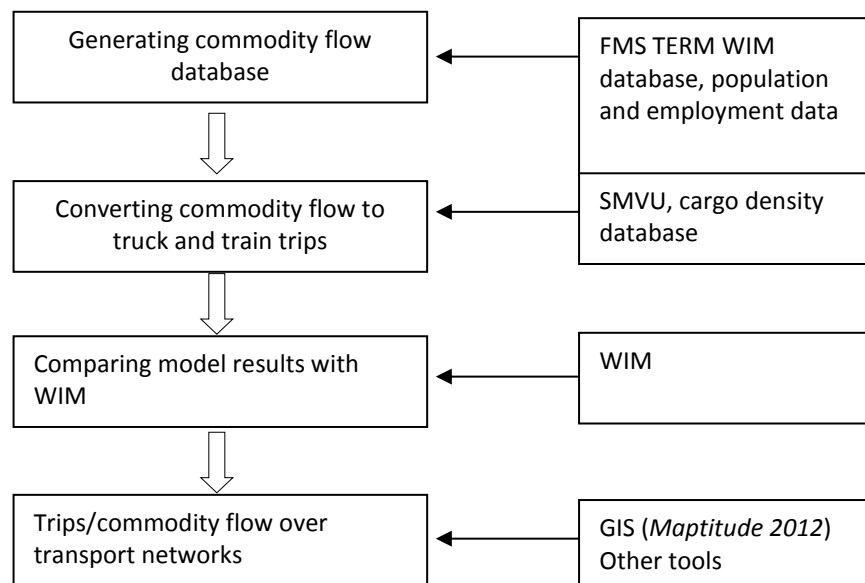 Generating commodity flow
database
FMS TERM WIM
database, population
and employment data
Converting commodity flow to
truck and train trips
SMVU, cargo density
database
Comparing model results with
WIM
WIM
Trips/commodity flow over
transport networks
GIS (Maptitude 2012)
Other tools